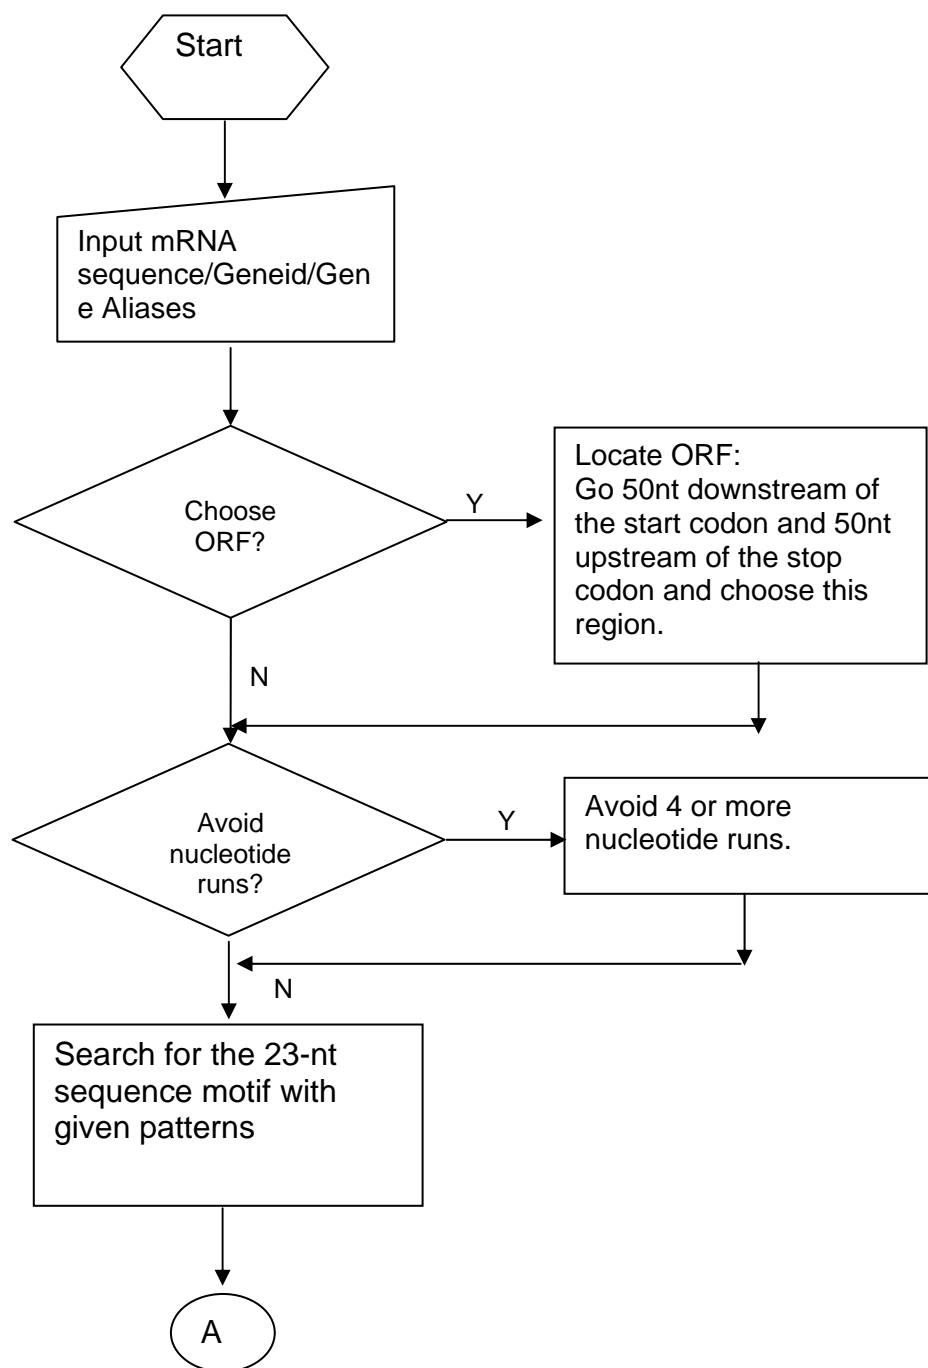 Start
Input mRNA
sequence/Geneid/Gen
e Aliases
Choose
ORF?
Y
Locate ORF:
Go 50nt downstream of
the start codon and 50nt
upstream of the stop
codon and choose this
region.
N
Avoid
nucleotide
runs?
Y
Avoid 4 or more
nucleotide runs.
N
Search for the 23-nt
sequence motif with
given patterns
A